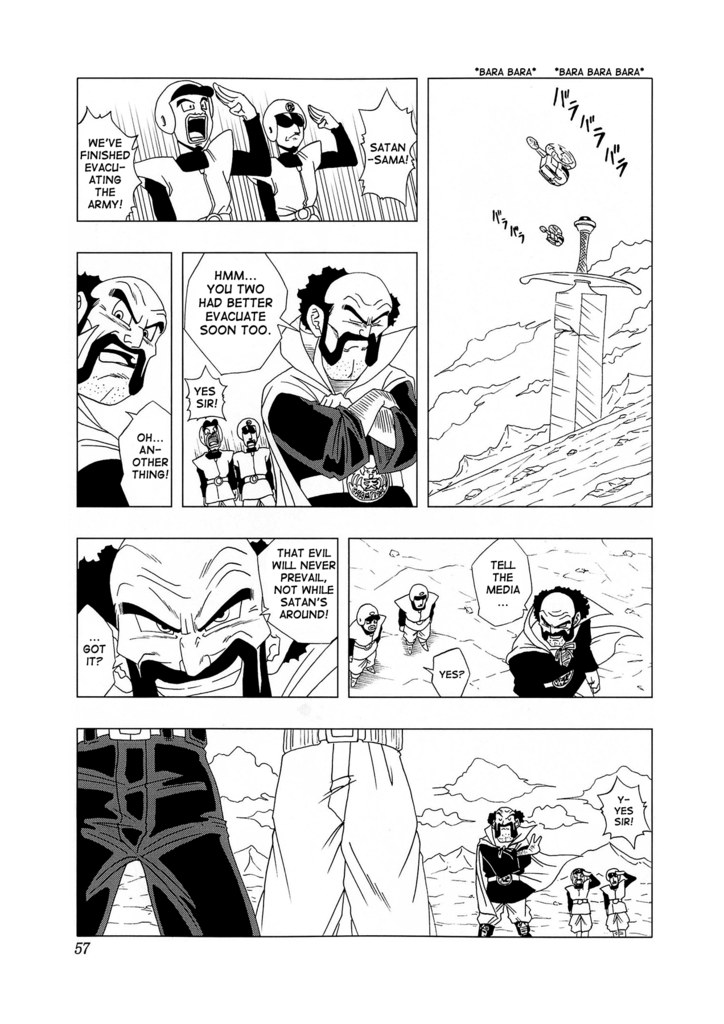 *BARA BARA*
*BARA BARA BARA*
バラバラバラ
バラバラ
SATAN
-SAMA!
WE'VE
FINISHED
EVACU-
ATING
THE
ARMY!
HMM...
YOU TWO
HAD BETTER
EVACUATE
SOON TOO.
YES
SIR!
OH...
AN-
OTHER
THING!
TELL
THE
MEDIA
...
YES?
THAT EVIL
WILL NEVER
PREVAIL,
NOT WHILE
SATAN'S
AROUND!
...
GOT
IT?
Y-
YES
SIR!
57